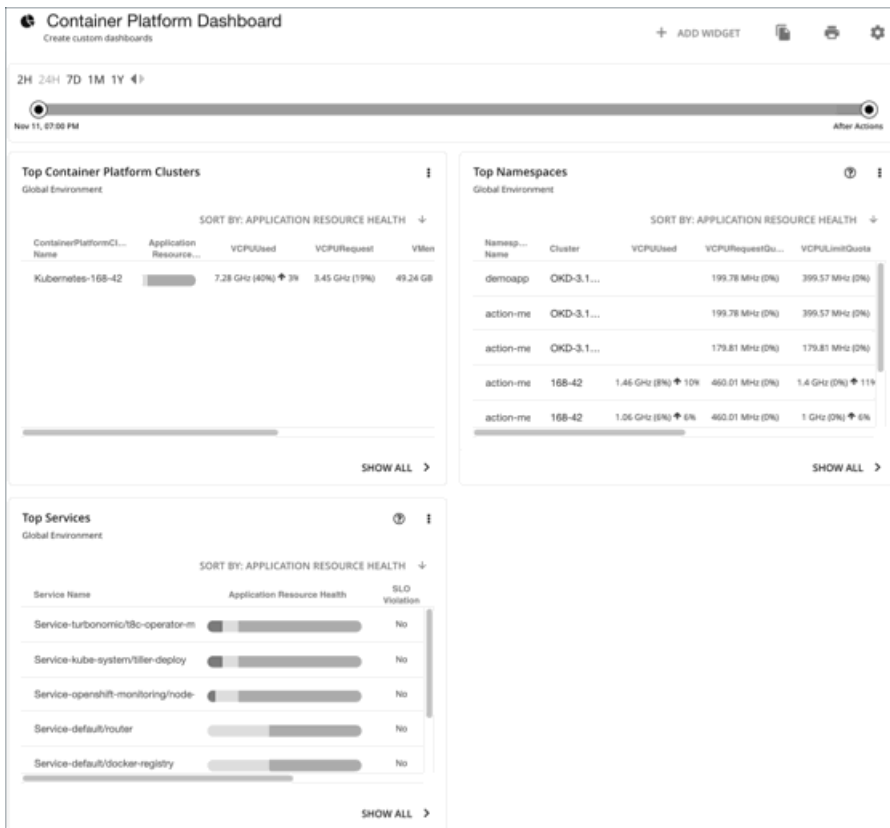 Container Platform Dashboard
Create custom dashboards
+ ADD WIDGET
2H 24H 7D 1M 1Y
Nov 11, 07:00 PM
After Actions
Top Container Platform Clusters
Global Environment
SORT BY: APPLICATION RESOURCE HEALTH ↓
ContainerPlatformCl... Name Application Resource... VCPUUsed VCPURequest VMem
Kubernetes-168-42 7.28 GHz (40%) ↑ 3% 3.45 GHz (19%) 49.24 GB
SHOW ALL >
Top Namespaces
Global Environment
SORT BY: APPLICATION RESOURCE HEALTH ↓
Namesp... Name Cluster VCPUUsed VCPURequestQu... VCPULimitQuota
demoapp OKD-3.1... 199.78 MHz (0%) 399.57 MHz (0%)
action-me OKD-3.1... 199.78 MHz (0%) 399.57 MHz (0%)
action-me OKD-3.1... 179.81 MHz (0%) 179.81 MHz (0%)
action-me 168-42 1.46 GHz (8%) ↑ 10% 460.01 MHz (0%) 1.4 GHz (0%) ↑ 11%
action-me 168-42 1.06 GHz (6%) ↑ 6% 460.01 MHz (0%) 1 GHz (0%) ↑ 6%
SHOW ALL >
Top Services
Global Environment
SORT BY: APPLICATION RESOURCE HEALTH ↓
Service Name Application Resource Health SLO Violation
Service-turbonomic/t8c-operator-m No
Service-kube-system/tiller-deploy No
Service-openshift-monitoring/node- No
Service-default/router No
Service-default/docker-registry No
SHOW ALL >